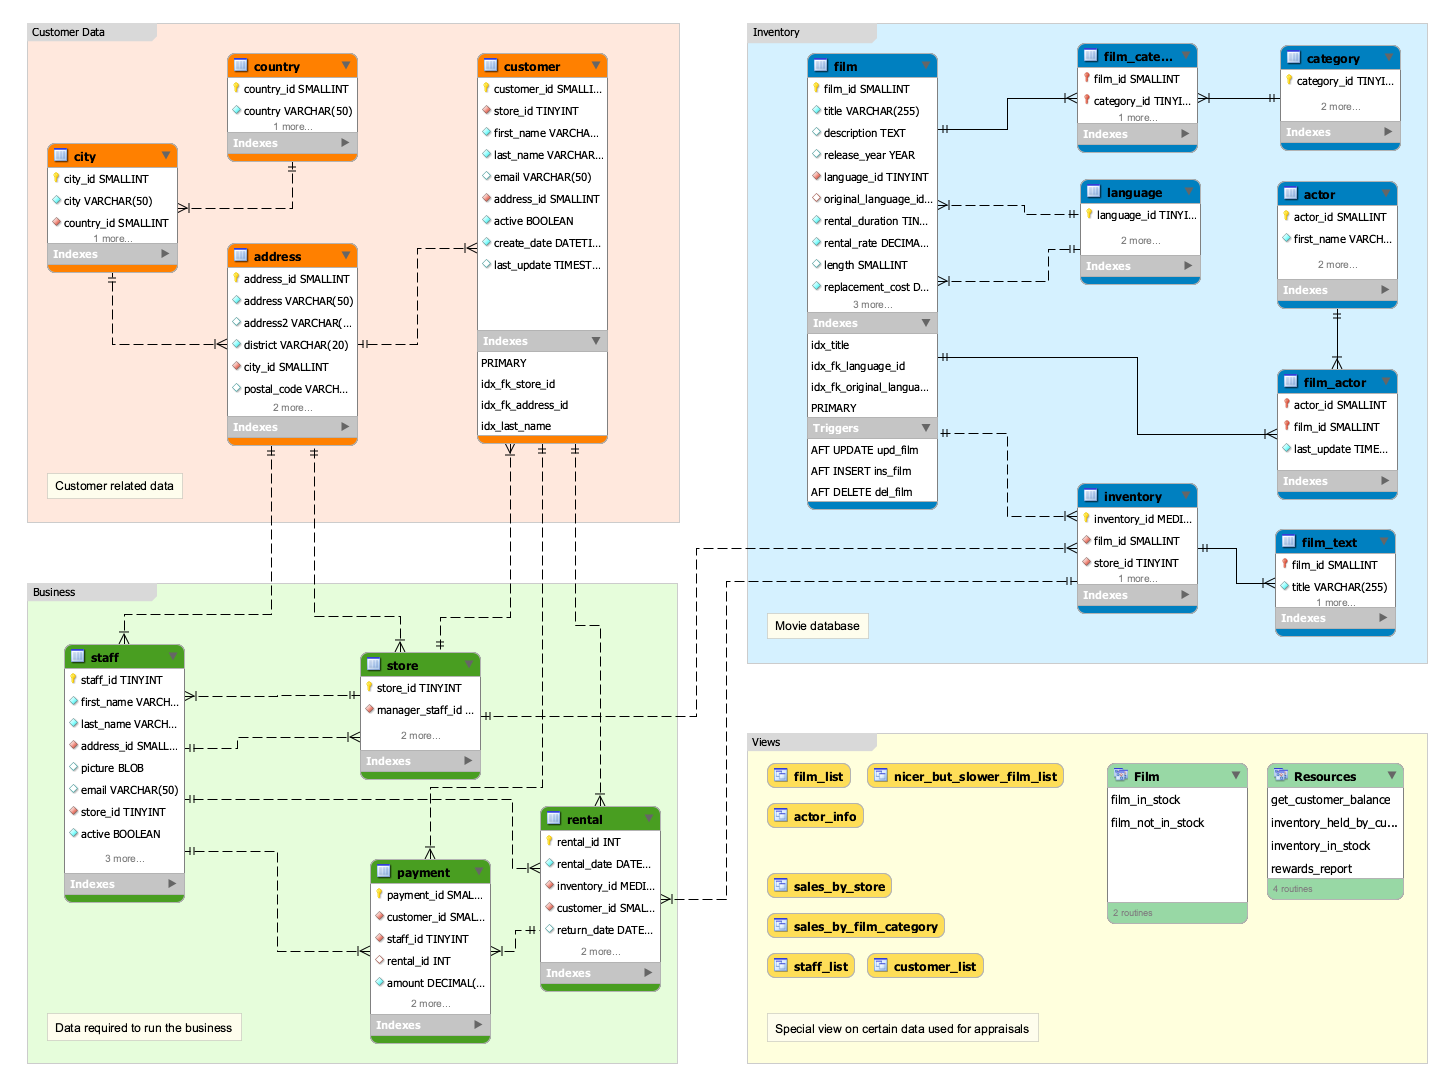 Customer Data
country
country_id SMALLINT
country VARCHAR(50)
1 more...
Indexes
city
city_id SMALLINT
city VARCHAR(50)
country_id SMALLINT
1 more...
Indexes
address
address_id SMALLINT
address VARCHAR(50)
address2 VARCHAR(...
district VARCHAR(20)
city_id SMALLINT
postal_code VARCH...
2 more...
Indexes
customer
customer_id SMALLI...
store_id TINYINT
first_name VARCHA...
last_name VARCHAR...
email VARCHAR(50)
address_id SMALLINT
active BOOLEAN
create_date DATETI...
last_update TIMEST...
Indexes
PRIMARY
idx_fk_store_id
idx_fk_address_id
idx_last_name
Customer related data
Inventory
film
film_id SMALLINT
title VARCHAR(255)
description TEXT
release_year YEAR
language_id TINYINT
original_language_id...
rental_duration TIN...
rental_rate DECIMA...
length SMALLINT
replacement_cost D...
3 more...
Indexes
idx_title
idx_fk_language_id
idx_fk_original_langua...
PRIMARY
Triggers
AFT UPDATE upd_film
AFT INSERT ins_film
AFT DELETE del_film
film_cate...
film_id SMALLINT
category_id TINYI...
1 more...
Indexes
category
category_id TINYI...
2 more...
Indexes
language
language_id TINYI...
2 more...
Indexes
actor
actor_id SMALLINT
first_name VARCH...
2 more...
Indexes
film_actor
actor_id SMALLINT
film_id SMALLINT
last_update TIME...
Indexes
inventory
inventory_id MEDI...
film_id SMALLINT
store_id TINYINT
1 more...
Indexes
film_text
film_id SMALLINT
title VARCHAR(255)
1 more...
Indexes
Movie database
Business
staff
staff_id TINYINT
first_name VARCH...
last_name VARCH...
address_id SMALL...
picture BLOB
email VARCHAR(50)
store_id TINYINT
active BOOLEAN
3 more...
Indexes
store
store_id TINYINT
manager_staff_id ...
2 more...
Indexes
payment
payment_id SMAL...
customer_id SMAL...
staff_id TINYINT
rental_id INT
amount DECIMAL(...
2 more...
Indexes
rental
rental_id INT
rental_date DATE...
inventory_id MEDI...
customer_id SMAL...
return_date DATE...
2 more...
Indexes
Data required to run the business
Views
film_list
nicer_but_slower_film_list
actor_info
sales_by_store
sales_by_film_category
staff_list
customer_list
Film
film_in_stock
film_not_in_stock
2 routines
Resources
get_customer_balance
inventory_held_by_cu...
inventory_in_stock
rewards_report
4 routines
Special view on certain data used for appraisals